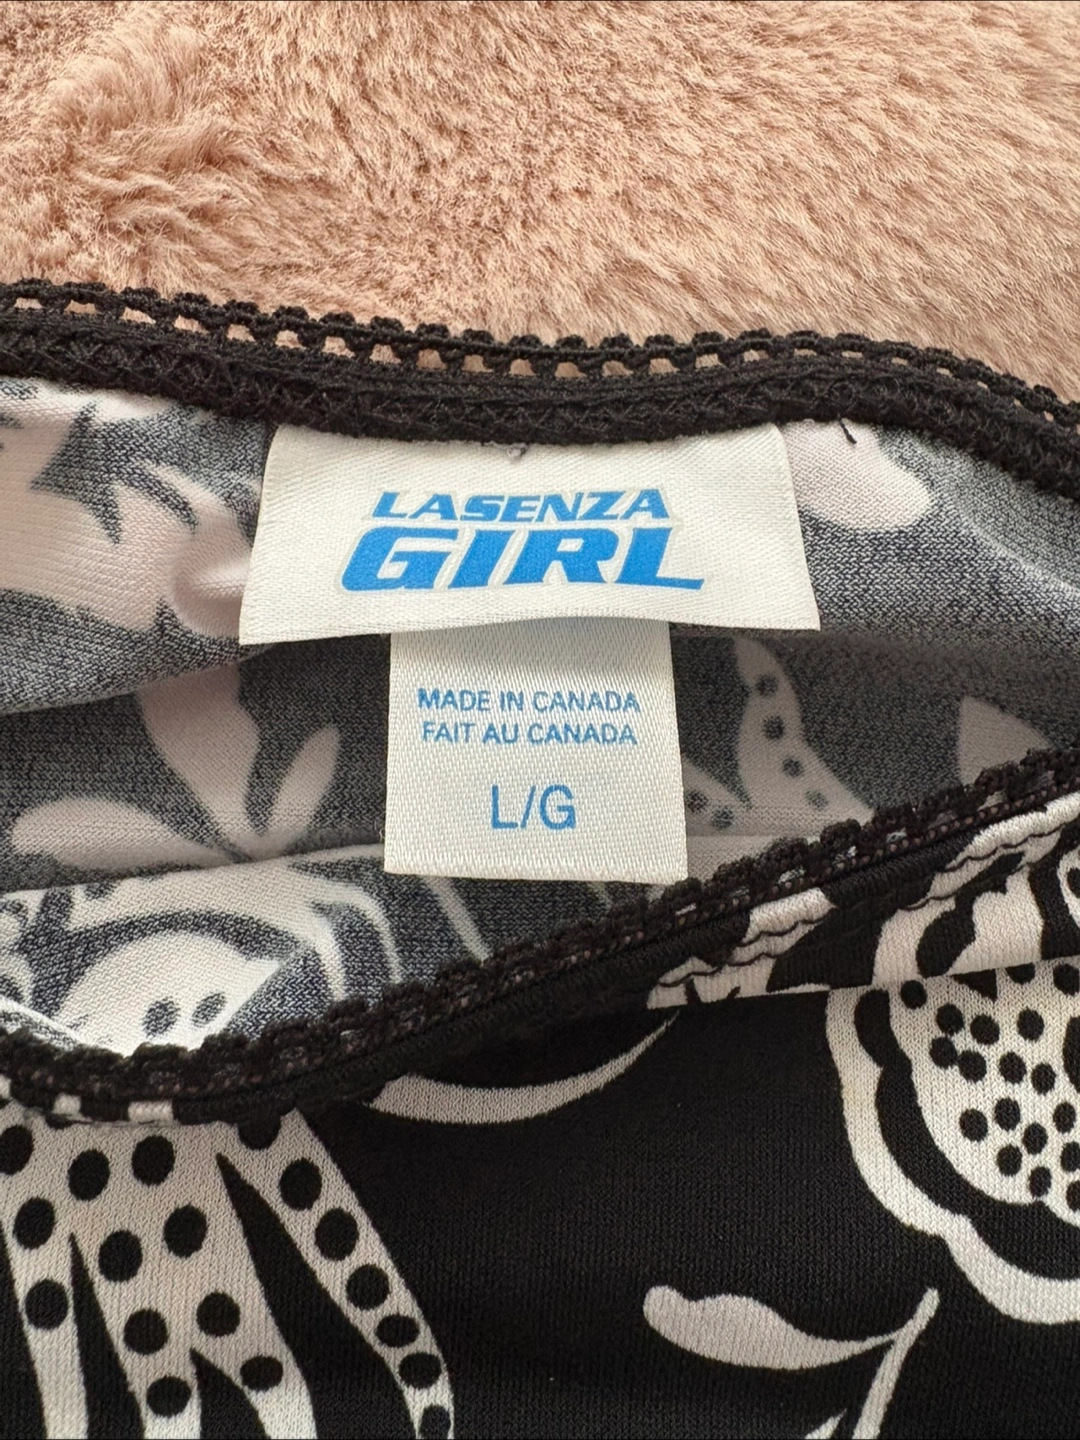 LASENZA
GIRL
MADE IN CANADA
FAIT AU CANADA
L/G